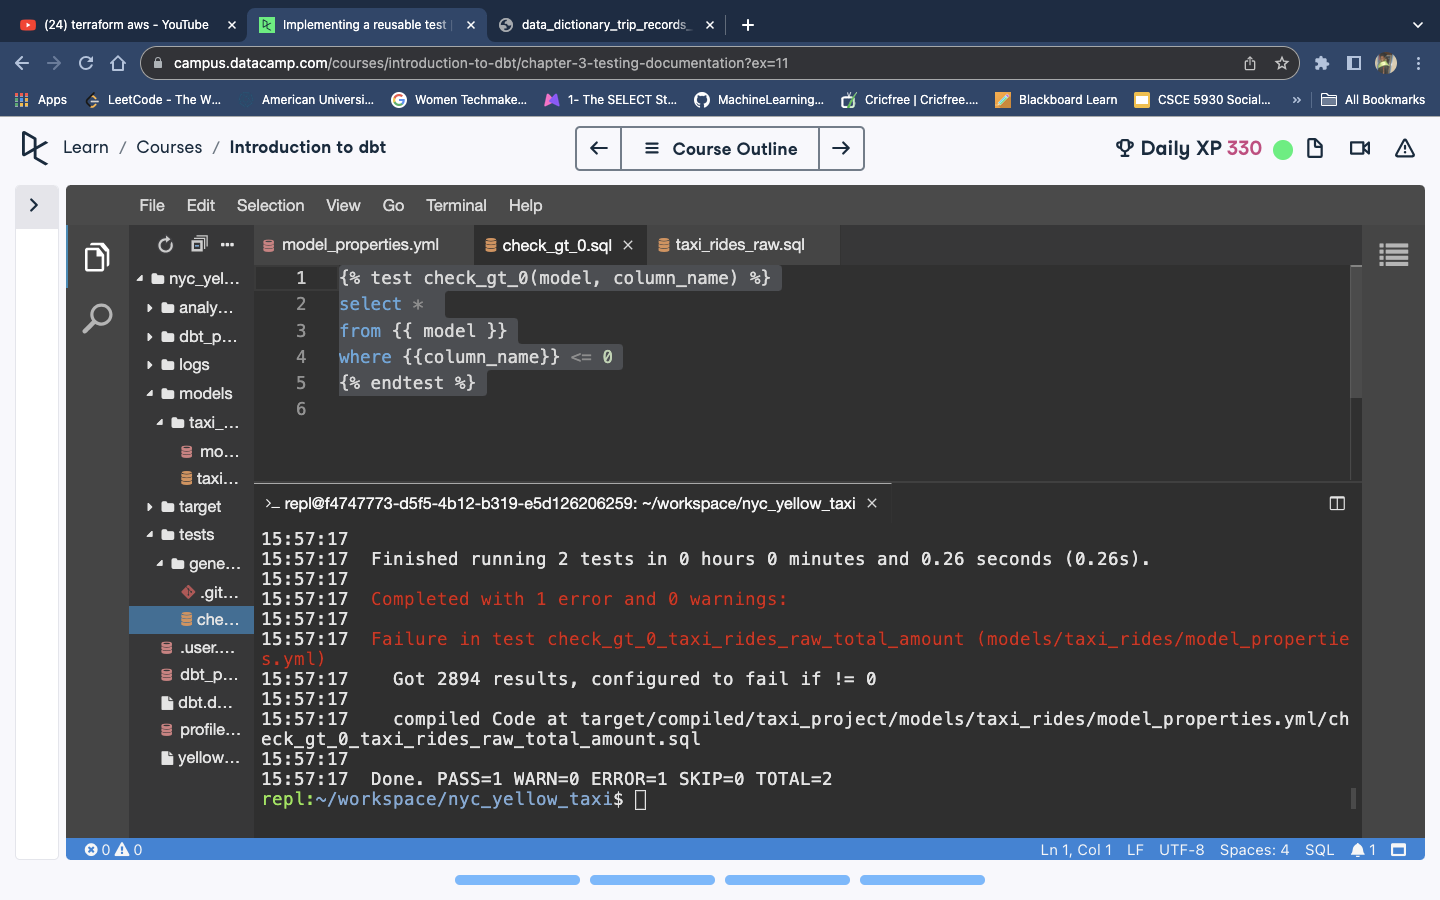 (24) terraform aws - YouTube
Implementing a reusable test
data_dictionary_trip_records_
campus.datacamp.com/courses/introduction-to-dbt/chapter-3-testing-documentation?ex=11
Apps
LeetCode - The W...
American Universi...
Women Techmake...
1- The SELECT St...
MachineLearning...
Cricfree | Cricfree....
Blackboard Learn
CSCE 5930 Social...
»
All Bookmarks
Learn / Courses / Introduction to dbt
Course Outline
Daily XP 330
File Edit Selection View Go Terminal Help
model_properties.yml
check_gt_0.sql
taxi_rides_raw.sql
nyc_yel...
analy...
dbt_p...
logs
models
taxi_...
mo...
taxi...
target
tests
gene...
.git...
che...
.user....
dbt_p...
dbt.d...
profile...
yellow...
1 {% test check_gt_0(model, column_name) %}
2 select *
3 from {{ model }}
4 where {{column_name}} <= 0
5 {% endtest %}
6
>_ repl@f4747773-d5f5-4b12-b319-e5d126206259: ~/workspace/nyc_yellow_taxi
15:57:17
15:57:17 Finished running 2 tests in 0 hours 0 minutes and 0.26 seconds (0.26s).
15:57:17
15:57:17 Completed with 1 error and 0 warnings:
15:57:17
15:57:17 Failure in test check_gt_0_taxi_rides_raw_total_amount (models/taxi_rides/model_propertie
s.yml)
15:57:17 Got 2894 results, configured to fail if != 0
15:57:17
15:57:17 compiled Code at target/compiled/taxi_project/models/taxi_rides/model_properties.yml/ch
eck_gt_0_taxi_rides_raw_total_amount.sql
15:57:17
15:57:17 Done. PASS=1 WARN=0 ERROR=1 SKIP=0 TOTAL=2
repl:~/workspace/nyc_yellow_taxi$
0 0
Ln 1, Col 1 LF UTF-8 Spaces: 4 SQL 1